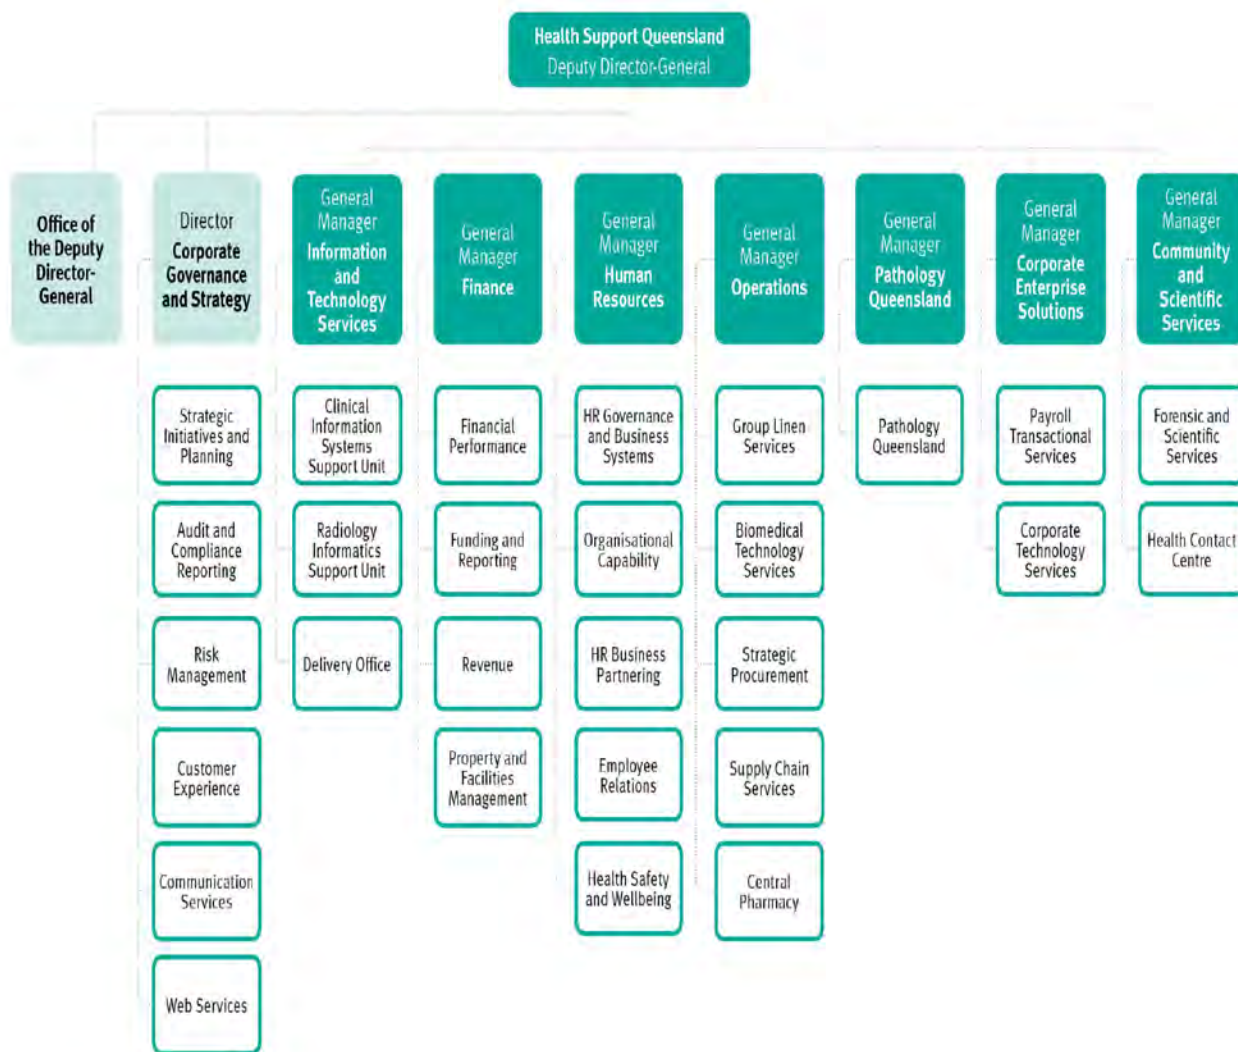 Health Support Queensland
Deputy Director-General
Office of
the Deputy
Director-
General
Director
Corporate
Governance
and Strategy
General
Manager
Information
and
Technology
Services
General
Manager
Finance
General
Manager
Human
Resources
General
Manager
Operations
General
Manager
Pathology
Queensland
General
Manager
Corporate
Enterprise
Solutions
General
Manager
Community
and
Scientific
Services
Strategic
Initiatives and
Planning
Clinical
Information
Systems
Support Unit
Financial
Performance
HR Governance
and Business
Systems
Group Linen
Services
Pathology
Queensland
Payroll
Transactional
Services
Forensic and
Scientific
Services
Audit and
Compliance
Reporting
Radiology
Informatics
Support Unit
Funding and
Reporting
Organisational
Capability
Biomedical
Technology
Services
Corporate
Technology
Services
Health Contact
Centre
Risk
Management
Delivery Office
Revenue
HR Business
Partnering
Strategic
Procurement
Customer
Experience
Property and
Facilities
Management
Employee
Relations
Supply Chain
Services
Communication
Services
Health Safety
and Wellbeing
Central
Pharmacy
Web Services